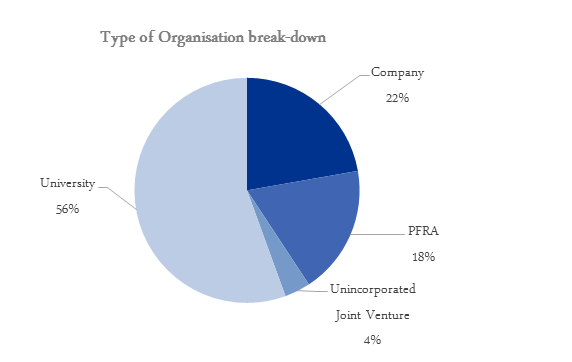 Type of Organisation break-down
Company
22%
University
56%
PFRA
18%
Unincorporated
Joint Venture
4%